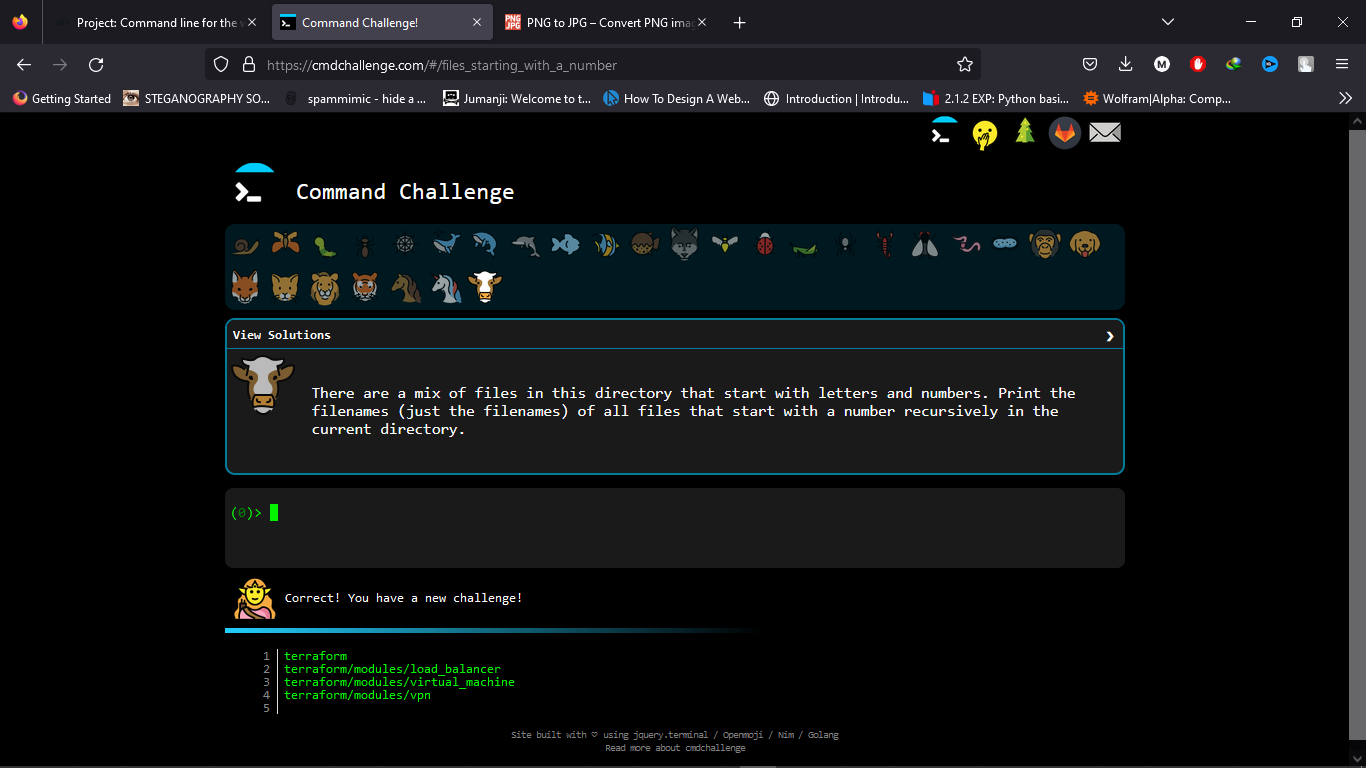 Project: Command line for the w
Command Challenge!
PNG to JPG – Convert PNG imag
https://cmdchallenge.com/#/files_starting_with_a_number
Getting Started
STEGANOGRAPHY SO...
spammimic - hide a ...
Jumanji: Welcome to t...
How To Design A Web...
Introduction | Introdu...
2.1.2 EXP: Python basi...
Wolfram|Alpha: Comp...
Command Challenge
View Solutions
There are a mix of files in this directory that start with letters and numbers. Print the
filenames (just the filenames) of all files that start with a number recursively in the
current directory.
(0)>
Correct! You have a new challenge!
1 terraform
2 terraform/modules/load_balancer
3 terraform/modules/virtual_machine
4 terraform/modules/vpn
5
Site built with ♡ using jquery.terminal / Openmoji / Nim / Golang
Read more about cmdchallenge